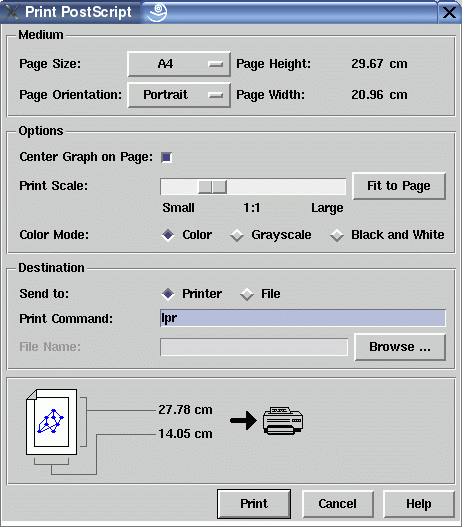 Print PostScript
Medium
Page Size: A4 Page Height: 29.67 cm
Page Orientation: Portrait Page Width: 20.96 cm
Options
Center Graph on Page:
Print Scale: Fit to Page
Small 1:1 Large
Color Mode: Color Grayscale Black and White
Destination
Send to: Printer File
Print Command: lpr
File Name: Browse ...
27.78 cm
14.05 cm
Print Cancel Help